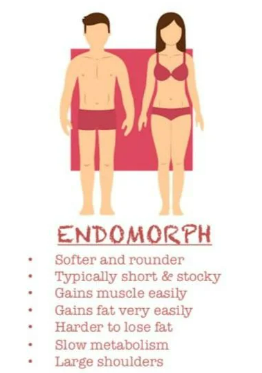 ENDOMORPH
• Softer and rounder
• Typically short & stocky
• Gains muscle easily
• Gains fat very easily
• Harder to lose fat
• Slow metabolism
• Large shoulders